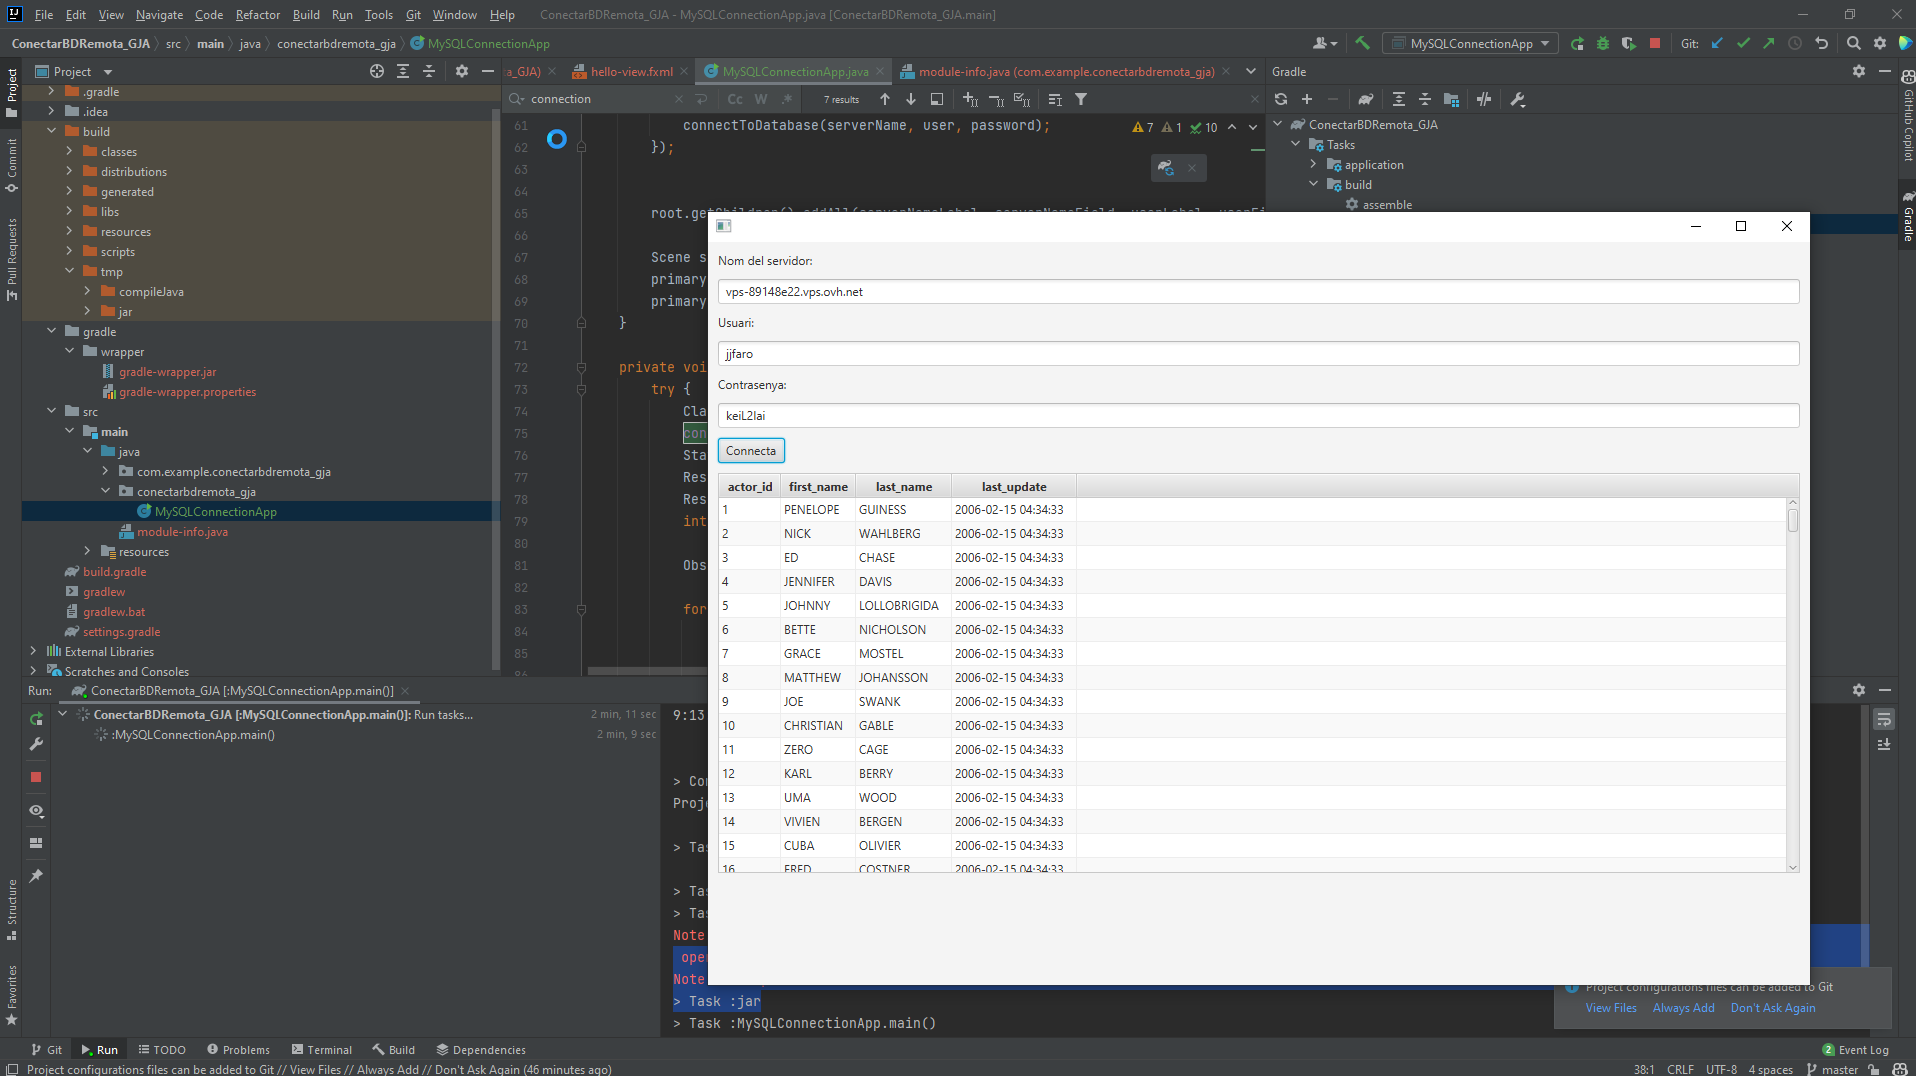 File Edit View Navigate Code Refactor Build Run Tools Git Window Help ConectarBDRemota_GJA - MySQLConnectionApp.java [ConectarBDRemota_GJA.main]
ConectarBDRemota_GJA src main java conectarbdremota_gja MySQLConnectionApp
MySQLConnectionApp Git:
Project
a_GJA) hello-view.fxml MySQLConnectionApp.java module-info.java (com.example.conectarbdremota_gja)
Gradle
connection Cc W .* 7 results
Project
Commit
Pull Requests
Structure
Favorites
.gradle
.idea
build
classes
distributions
generated
libs
resources
scripts
tmp
compileJava
jar
gradle
wrapper
gradle-wrapper.jar
gradle-wrapper.properties
src
main
java
com.example.conectarbdremota_gja
conectarbdremota_gja
MySQLConnectionApp
module-info.java
resources
build.gradle
gradlew
gradlew.bat
settings.gradle
External Libraries
Scratches and Consoles
61 connectToDatabase(serverName, user, password);
7 1 10
62 });
63
64
65
66
67 Scene s
68 primary
69 primary
70 }
71
72 private voi
73 try {
74 Cla
75 con
76 Sta
77 Res
78 Res
79 int
80
81 Obs
82
83 for
84
85
ConectarBDRemota_GJA
Tasks
application
build
assemble
GitHub Copilot
Gradle
Nom del servidor:
vps-89148e22.vps.ovh.net
Usuari:
jjfaro
Contrasenya:
Connecta
actor_id first_name last_name last_update
1 PENELOPE GUINESS 2006-02-15 04:34:33
2 NICK WAHLBERG 2006-02-15 04:34:33
3 ED CHASE 2006-02-15 04:34:33
4 JENNIFER DAVIS 2006-02-15 04:34:33
5 JOHNNY LOLLOBRIGIDA 2006-02-15 04:34:33
6 BETTE NICHOLSON 2006-02-15 04:34:33
7 GRACE MOSTEL 2006-02-15 04:34:33
8 MATTHEW JOHANSSON 2006-02-15 04:34:33
9 JOE SWANK 2006-02-15 04:34:33
10 CHRISTIAN GABLE 2006-02-15 04:34:33
11 ZERO CAGE 2006-02-15 04:34:33
12 KARL BERRY 2006-02-15 04:34:33
13 UMA WOOD 2006-02-15 04:34:33
14 VIVIEN BERGEN 2006-02-15 04:34:33
15 CUBA OLIVIER 2006-02-15 04:34:33
16 FRED COSTNER 2006-02-15 04:34:33
Run: ConectarBDRemota_GJA [:MySQLConnectionApp.main()]
ConectarBDRemota_GJA [:MySQLConnectionApp.main()]: Run tasks... 2 min, 11 sec
:MySQLConnectionApp.main() 2 min, 9 sec
9:13
> Con
Proje
> Tas
> Tas
> Tas
Note
oper
Note
> Task :jar
> Task :MySQLConnectionApp.main()
Project configurations files can be added to Git
View Files Always Add Don't Ask Again
Git Run TODO Problems Terminal Build Dependencies
2 Event Log
Project configurations files can be added to Git // View Files // Always Add // Don't Ask Again (46 minutes ago)
38:1 CRLF UTF-8 4 spaces master